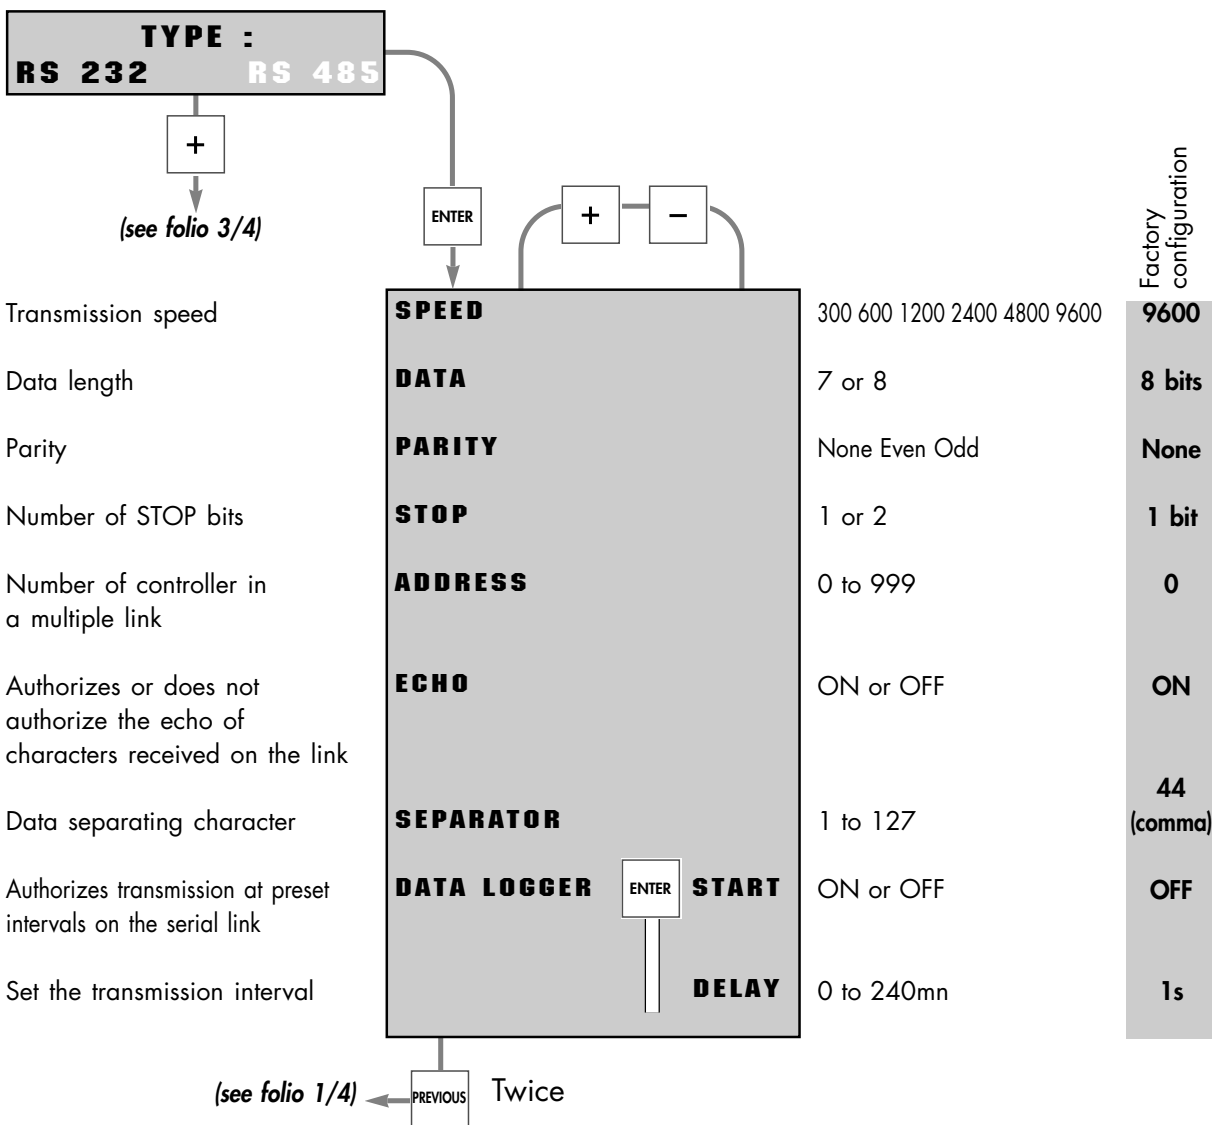 TYPE :
RS 232 RS 485
+
(see folio 3/4)
ENTER
+ −
Factory
configuration
Transmission speed SPEED 300 600 1200 2400 4800 9600 9600
Data length DATA 7 or 8 8 bits
Parity PARITY None Even Odd None
Number of STOP bits STOP 1 or 2 1 bit
Number of controller in ADDRESS 0 to 999 0
a multiple link
Authorizes or does not ECHO ON or OFF ON
authorize the echo of
characters received on the link
44
Data separating character SEPARATOR 1 to 127 (comma)
Authorizes transmission at preset DATA LOGGER ENTER START ON or OFF OFF
intervals on the serial link
Set the transmission interval DELAY 0 to 240mn 1s
(see folio 1/4) PREVIOUS Twice